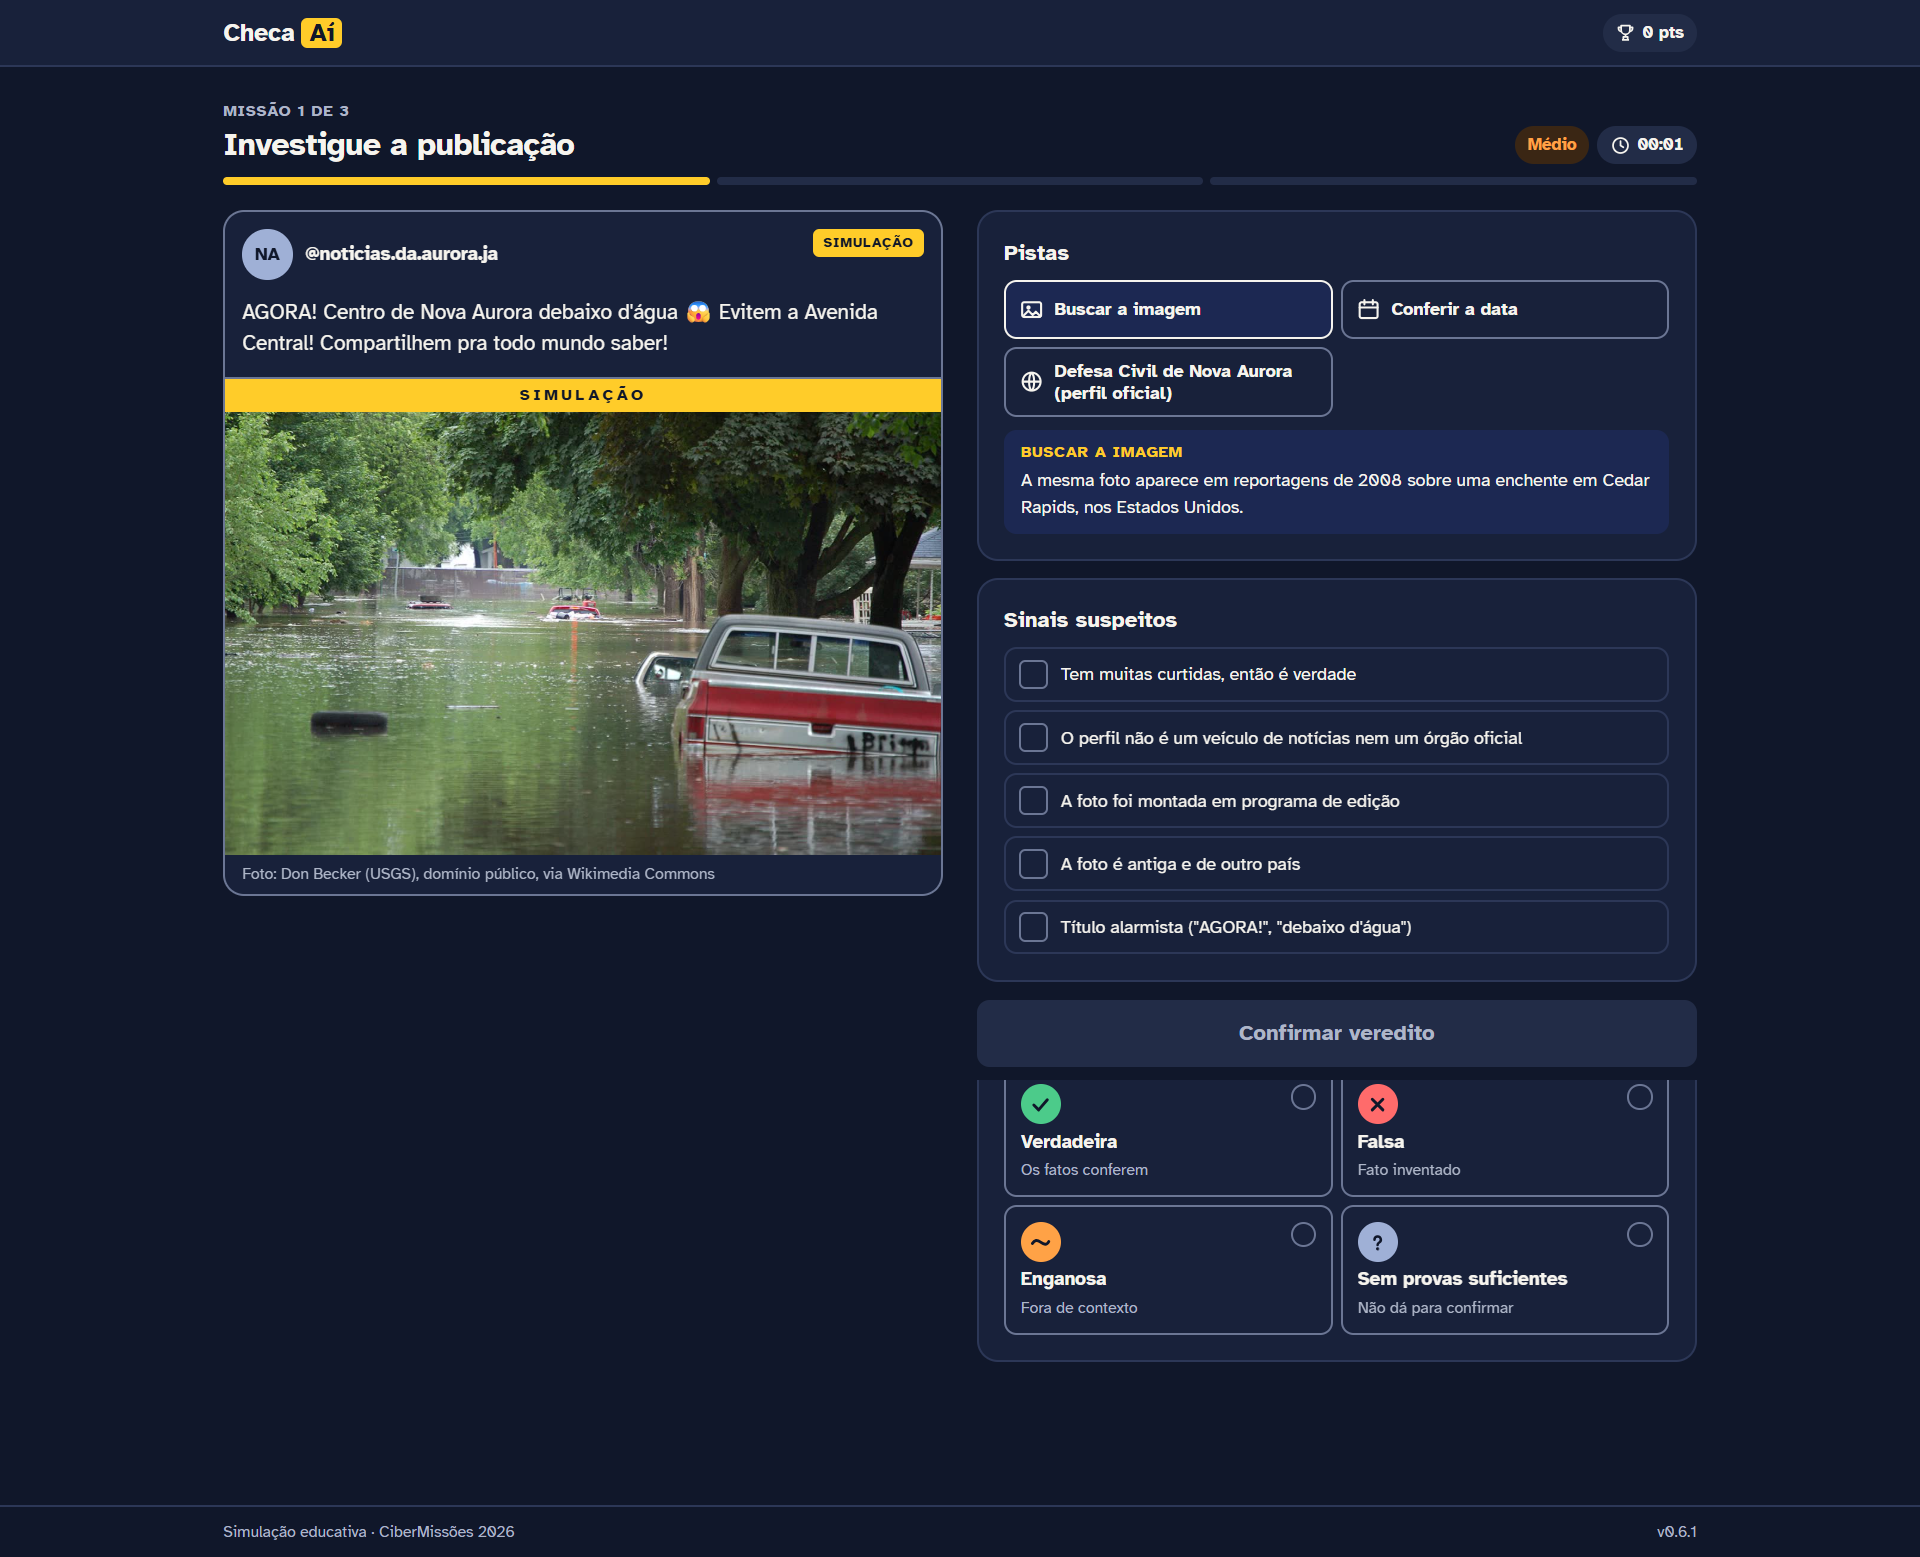 Checa Aí
0 pts
MISSÃO 1 DE 3
Investigue a publicação
Médio
00:01
NA
@noticias.da.aurora.ja
SIMULAÇÃO
AGORA! Centro de Nova Aurora debaixo d'água 😱 Evitem a Avenida
Central! Compartilhem pra todo mundo saber!
SIMULAÇÃO
Foto: Don Becker (USGS), domínio público, via Wikimedia Commons
Pistas
Buscar a imagem
Conferir a data
Defesa Civil de Nova Aurora
(perfil oficial)
BUSCAR A IMAGEM
A mesma foto aparece em reportagens de 2008 sobre uma enchente em Cedar
Rapids, nos Estados Unidos.
Sinais suspeitos
Tem muitas curtidas, então é verdade
O perfil não é um veículo de notícias nem um órgão oficial
A foto foi montada em programa de edição
A foto é antiga e de outro país
Título alarmista ("AGORA!", "debaixo d'água")
Confirmar veredito
Verdadeira
Os fatos conferem
Falsa
Fato inventado
Enganosa
Fora de contexto
?
Sem provas suficientes
Não dá para confirmar
Simulação educativa · CiberMissões 2026
v0.6.1